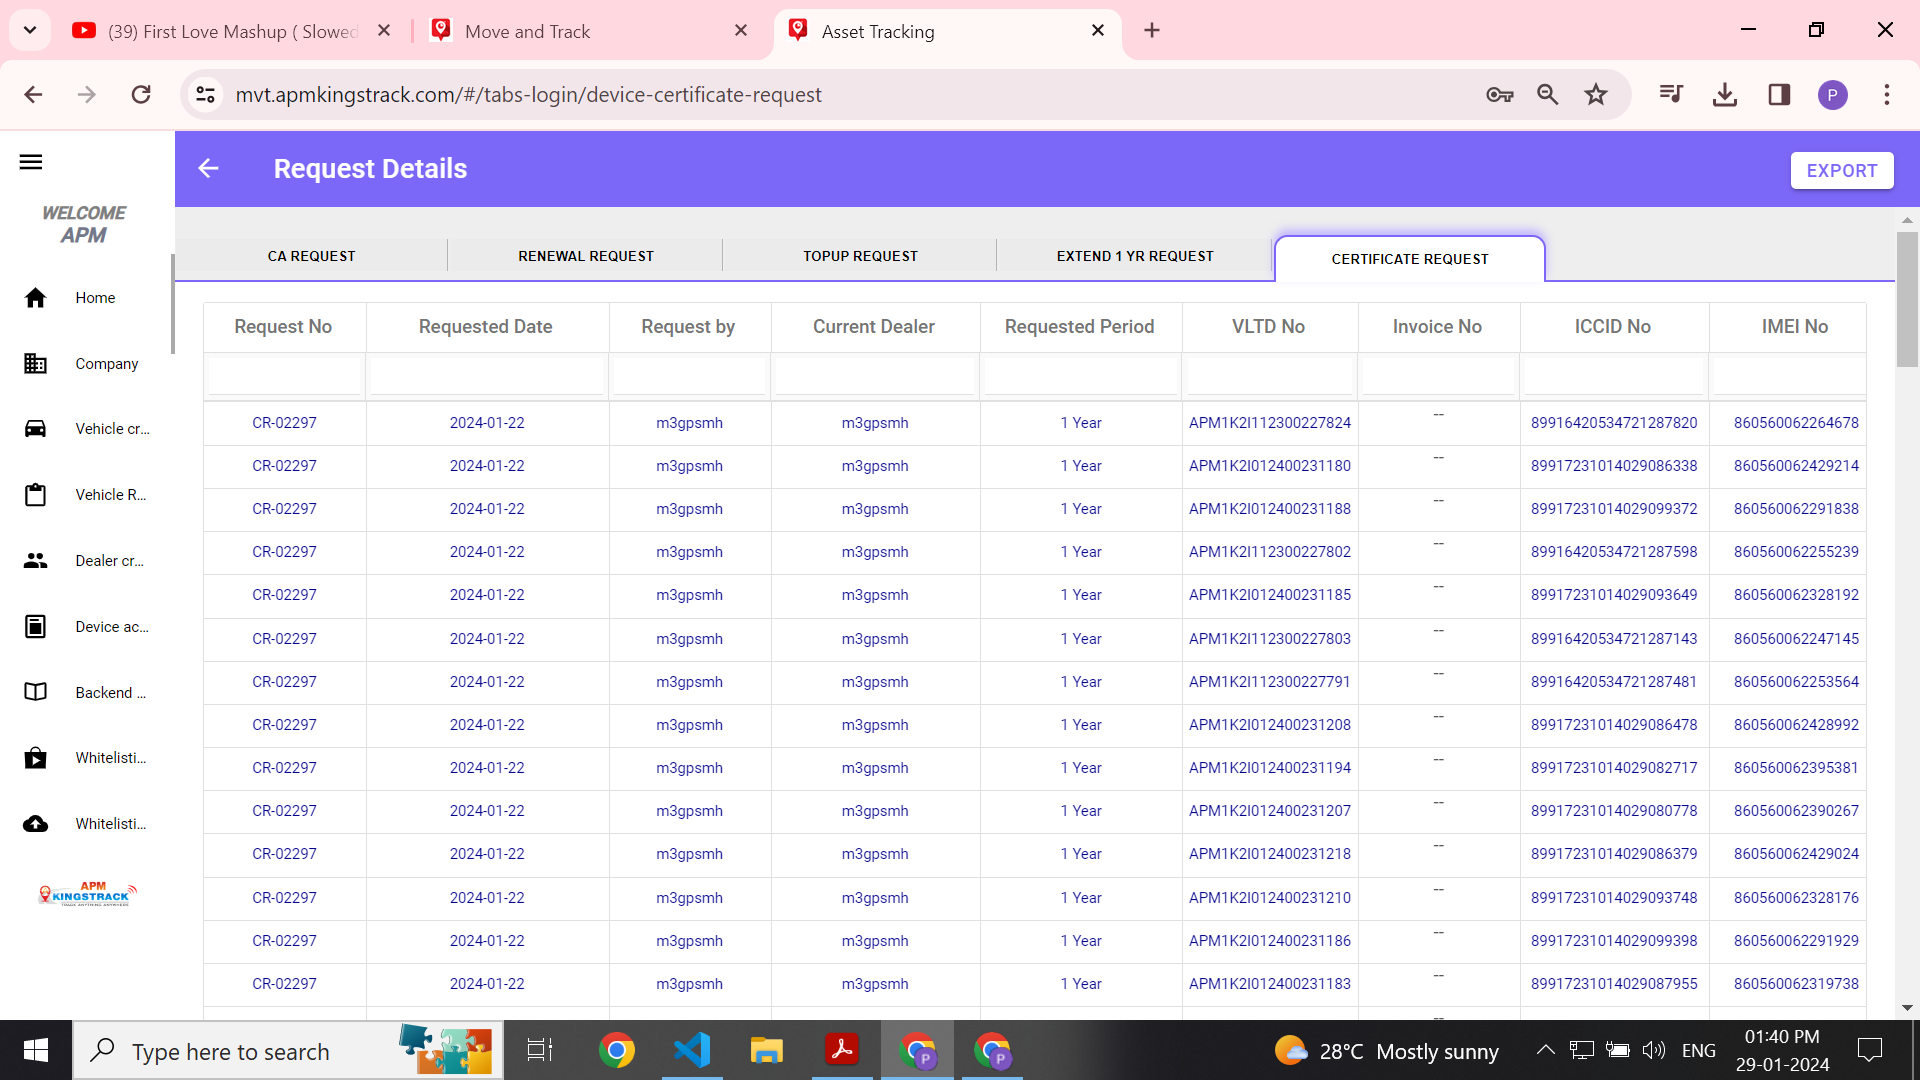 (39) First Love Mashup ( Slowed
Move and Track
Asset Tracking
mvt.apmkingstrack.com/#/tabs-login/device-certificate-request
P
WELCOME
APM
Request Details
EXPORT
Home
Company
Vehicle cr...
Vehicle R...
Dealer cr...
Device ac...
Backend ...
Whitelisti...
Whitelisti...
APM
KINGSTRACK
TRACK ANYTHING ANYWHERE
CA REQUEST RENEWAL REQUEST TOPUP REQUEST EXTEND 1 YR REQUEST CERTIFICATE REQUEST
Request No Requested Date Request by Current Dealer Requested Period VLTD No Invoice No ICCID No IMEI No
CR-02297 2024-01-22 m3gpsmh m3gpsmh 1 Year APM1K2I112300227824 -- 89916420534721287820 860560062264678
CR-02297 2024-01-22 m3gpsmh m3gpsmh 1 Year APM1K2I012400231180 -- 89917231014029086338 860560062429214
CR-02297 2024-01-22 m3gpsmh m3gpsmh 1 Year APM1K2I012400231188 -- 89917231014029099372 860560062291838
CR-02297 2024-01-22 m3gpsmh m3gpsmh 1 Year APM1K2I112300227802 -- 89916420534721287598 860560062255239
CR-02297 2024-01-22 m3gpsmh m3gpsmh 1 Year APM1K2I012400231185 -- 89917231014029093649 860560062328192
CR-02297 2024-01-22 m3gpsmh m3gpsmh 1 Year APM1K2I112300227803 -- 89916420534721287143 860560062247145
CR-02297 2024-01-22 m3gpsmh m3gpsmh 1 Year APM1K2I112300227791 -- 89916420534721287481 860560062253564
CR-02297 2024-01-22 m3gpsmh m3gpsmh 1 Year APM1K2I012400231208 -- 89917231014029086478 860560062428992
CR-02297 2024-01-22 m3gpsmh m3gpsmh 1 Year APM1K2I012400231194 -- 89917231014029082717 860560062395381
CR-02297 2024-01-22 m3gpsmh m3gpsmh 1 Year APM1K2I012400231207 -- 89917231014029080778 860560062390267
CR-02297 2024-01-22 m3gpsmh m3gpsmh 1 Year APM1K2I012400231218 -- 89917231014029086379 860560062429024
CR-02297 2024-01-22 m3gpsmh m3gpsmh 1 Year APM1K2I012400231210 -- 89917231014029093748 860560062328176
CR-02297 2024-01-22 m3gpsmh m3gpsmh 1 Year APM1K2I012400231186 -- 89917231014029099398 860560062291929
CR-02297 2024-01-22 m3gpsmh m3gpsmh 1 Year APM1K2I012400231183 -- 89917231014029087955 860560062319738
--
Type here to search
P
P
28°C Mostly sunny
ENG
01:40 PM
29-01-2024